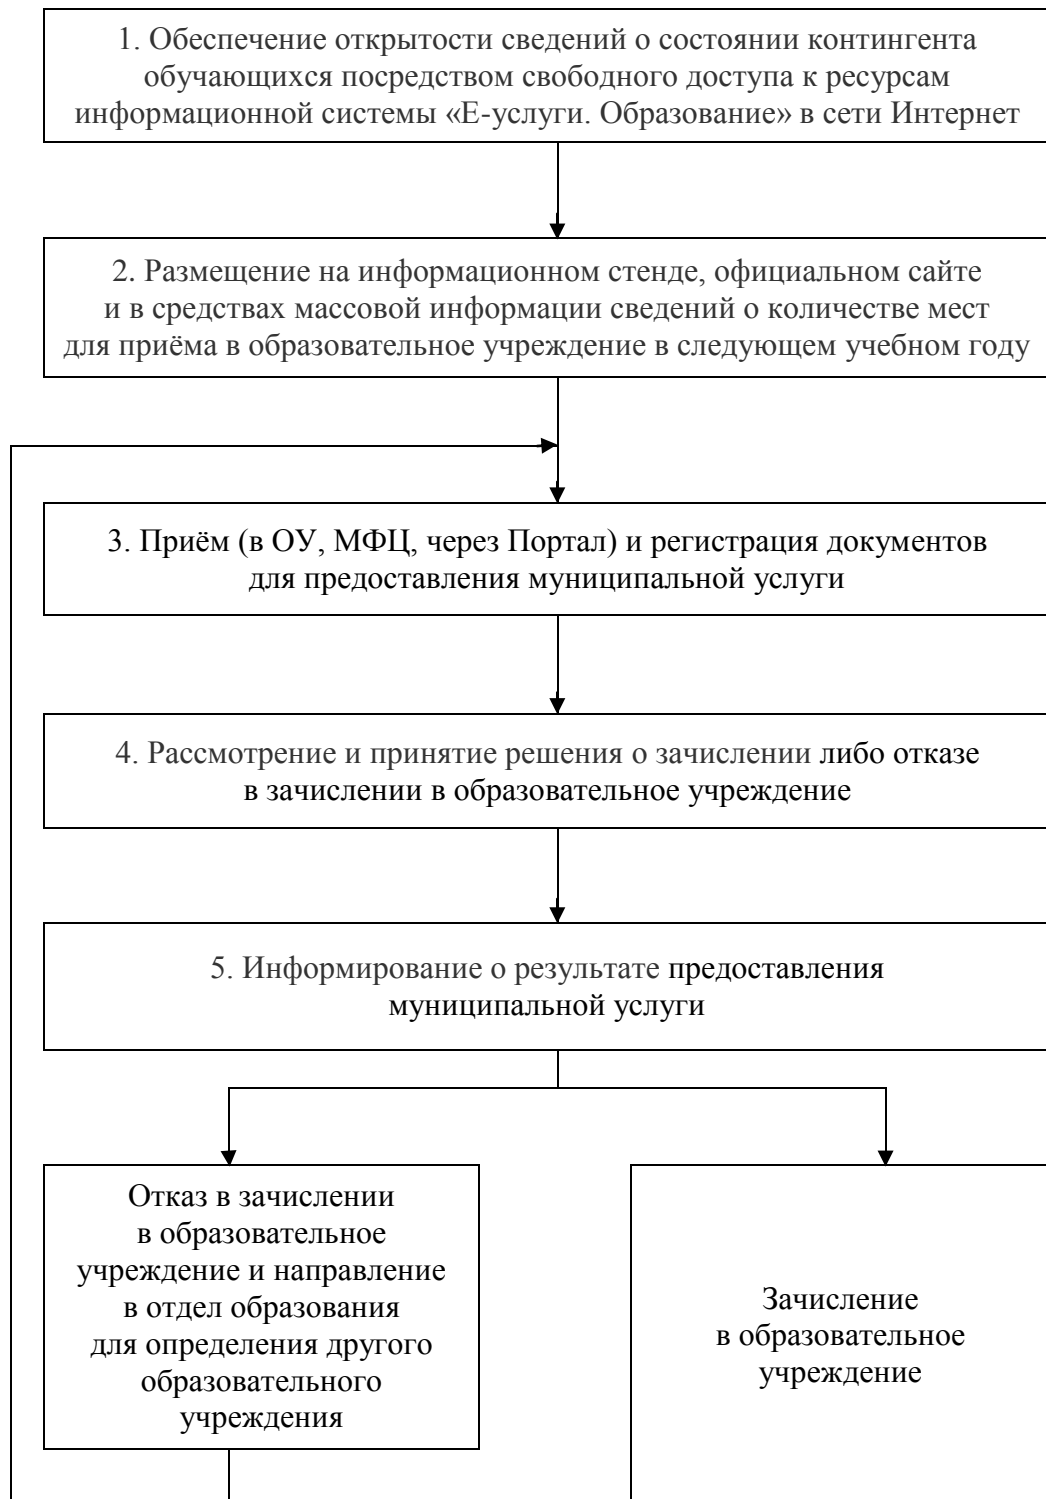 1. Обеспечение открытости сведений о состоянии контингента
обучающихся посредством свободного доступа к ресурсам
информационной системы «Е-услуги. Образование» в сети Интернет
2. Размещение на информационном стенде, официальном сайте
и в средствах массовой информации сведений о количестве мест
для приёма в образовательное учреждение в следующем учебном году
3. Приём (в ОУ, МФЦ, через Портал) и регистрация документов
для предоставления муниципальной услуги
4. Рассмотрение и принятие решения о зачислении либо отказе
в зачислении в образовательное учреждение
5. Информирование о результате предоставления
муниципальной услуги
Отказ в зачислении
в образовательное
учреждение и направление
в отдел образования
для определения другого
образовательного
учреждения
Зачисление
в образовательное
учреждение